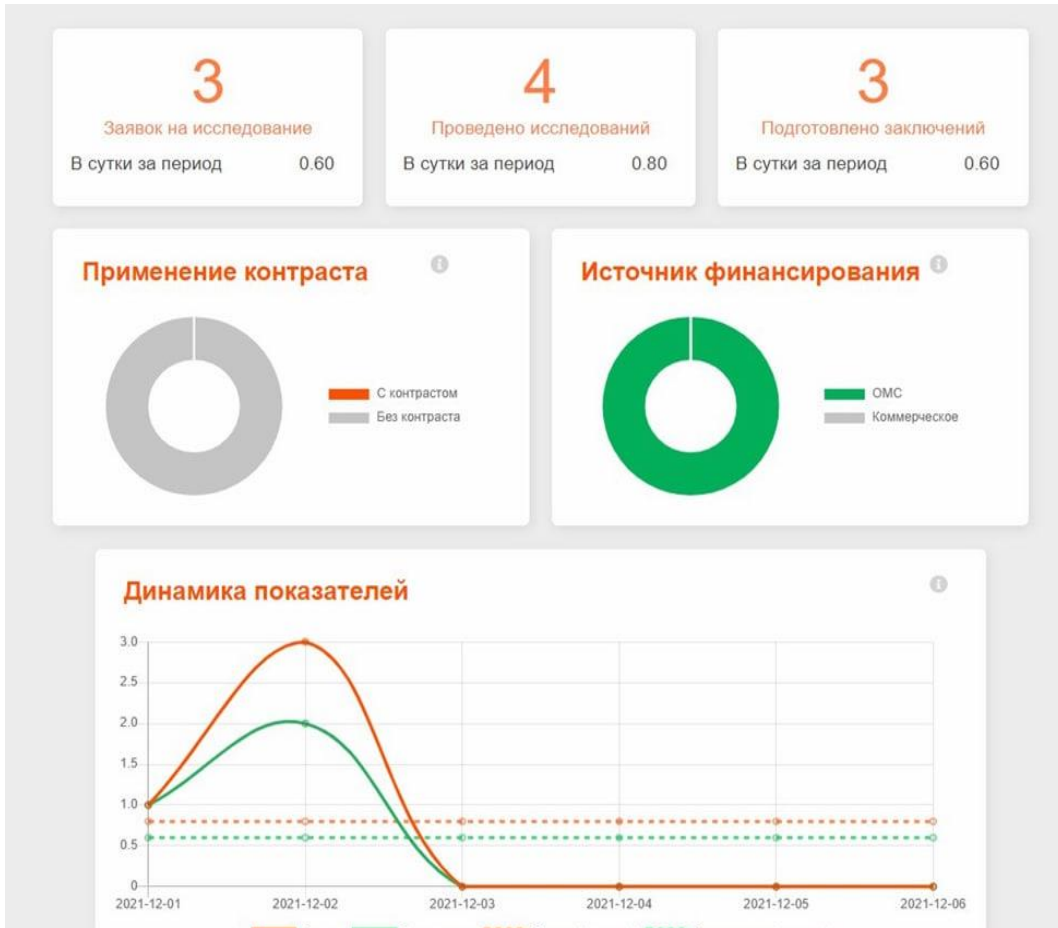 3
Заявок на исследование
В сутки за период 0.60
4
Проведено исследований
В сутки за период 0.80
3
Подготовлено заключений
В сутки за период 0.60
Применение контраста
С контрастом
Без контраста
Источник финансирования
ОМС
Коммерческое
Динамика показателей
3.0
2.5
2.0
1.5
1.0
0.5
0
2021-12-01 2021-12-02 2021-12-03 2021-12-04 2021-12-05 2021-12-06